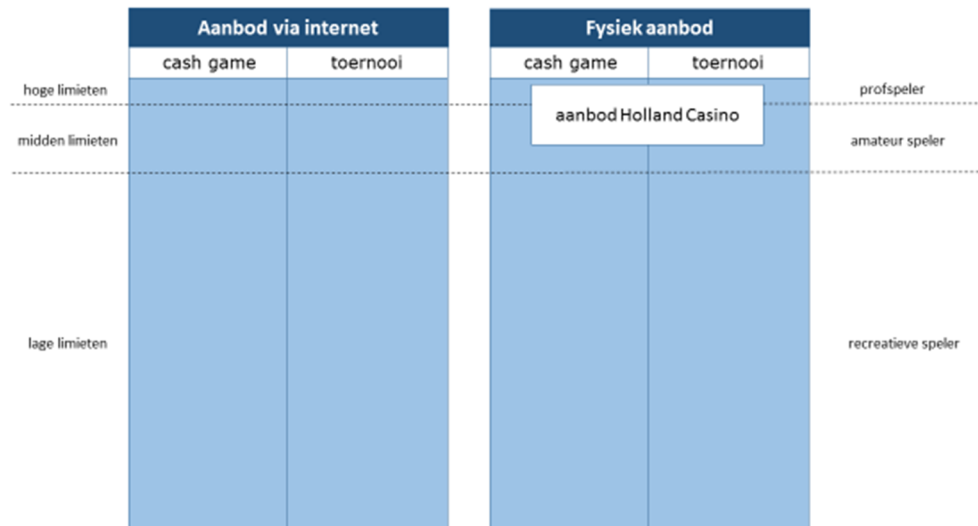 Aanbod via internet
Fysiek aanbod
cash game
toernooi
cash game
toernooi
hoge limieten
profspeler
aanbod Holland Casino
midden limieten
amateur speler
lage limieten
recreatieve speler